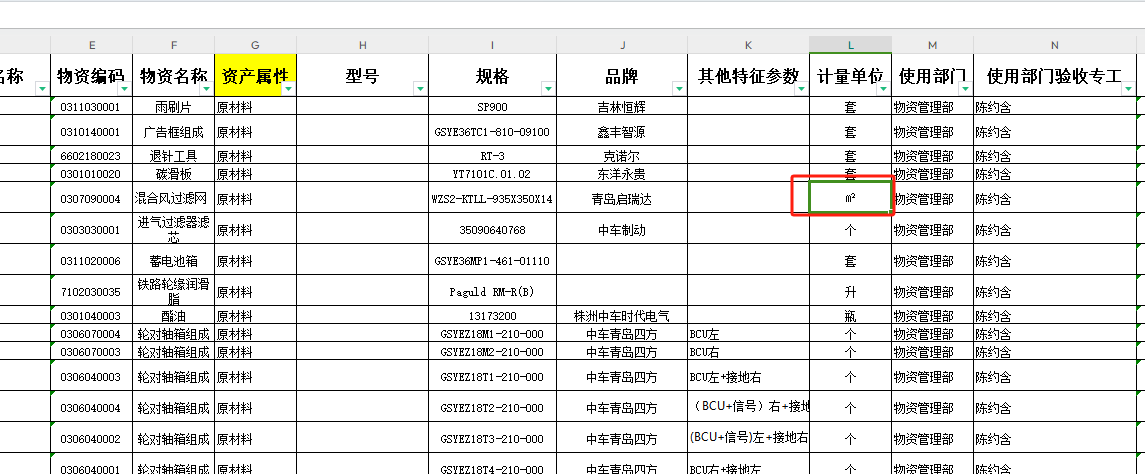 E F G H I J K L M N
名称 物资编码 物资名称 资产属性 型号 规格 品牌 其他特征参数 计量单位 使用部门 使用部门验收专工
0311030001 雨刷片 原材料 SP900 吉林恒辉 套 物资管理部 陈约含
0310140001 广告框组成 原材料 GSYE36TC1-810-09100 鑫丰智源 套 物资管理部 陈约含
6602180023 退针工具 原材料 RT-3 克诺尔 套 物资管理部 陈约含
0301010020 碳滑板 原材料 YT7101C.01.02 东洋永贵 套 物资管理部 陈约含
0307090004 混合风过滤网 原材料 WZS2-KTLL-935X350X14 青岛启瑞达 ㎡ 物资管理部 陈约含
0303030001 进气过滤器滤芯 原材料 35090640768 中车制动 个 物资管理部 陈约含
0311020006 蓄电池箱 原材料 GSYE36MP1-461-01110 套 物资管理部 陈约含
7102030035 铁路轮缘润滑脂 原材料 Paguld RM-R(B) 升 物资管理部 陈约含
0301040003 酯油 原材料 13173200 株洲中车时代电气 瓶 物资管理部 陈约含
0306070004 轮对轴箱组成 原材料 GSYEZ18M1-210-000 中车青岛四方 BCU左 个 物资管理部 陈约含
0306070003 轮对轴箱组成 原材料 GSYEZ18M2-210-000 中车青岛四方 BCU右 个 物资管理部 陈约含
0306040003 轮对轴箱组成 原材料 GSYEZ18T1-210-000 中车青岛四方 BCU左+接地右 个 物资管理部 陈约含
0306040004 轮对轴箱组成 原材料 GSYEZ18T2-210-000 中车青岛四方 （BCU+信号）右+接地 个 物资管理部 陈约含
0306040002 轮对轴箱组成 原材料 GSYEZ18T3-210-000 中车青岛四方 (BCU+信号)左+接地右 个 物资管理部 陈约含
0306040001 轮对轴箱组成 原材料 GSYEZ18T4-210-000 中车青岛四方 BCU右+接地左 个 物资管理部 陈约含